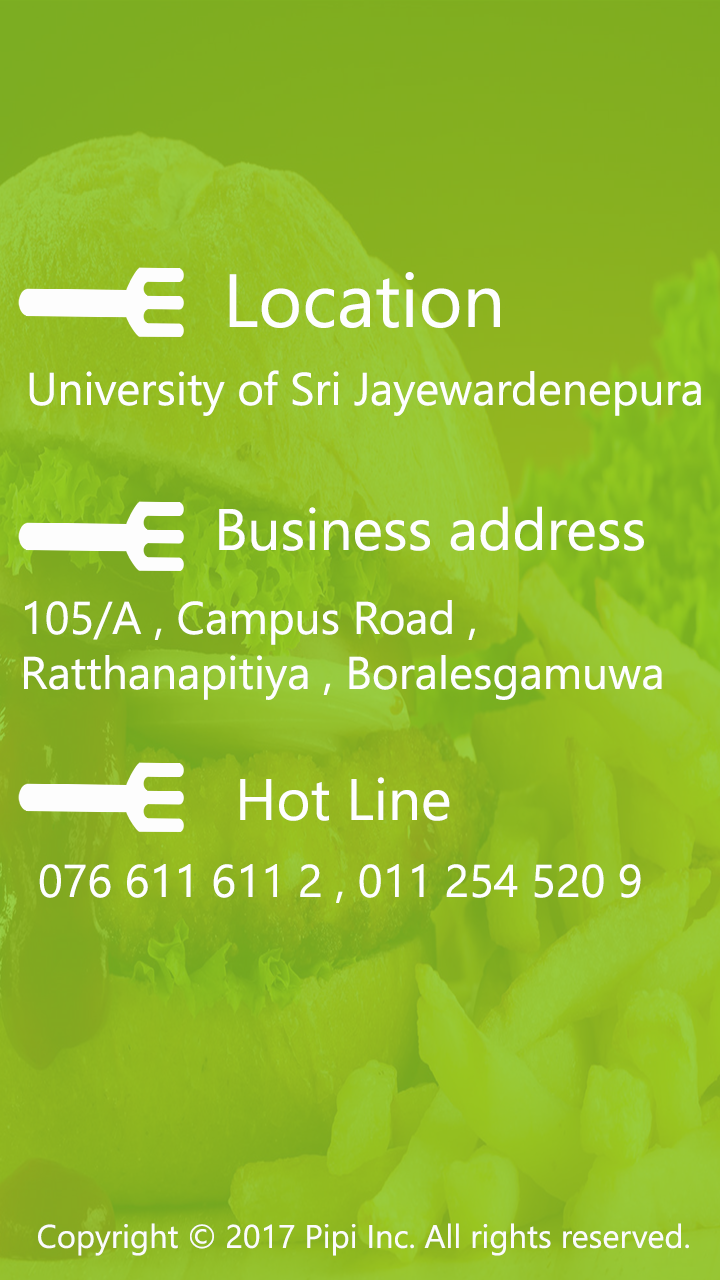 Location
University of Sri Jayewardenepura
Business address
105/A , Campus Road ,
Ratthanapitiya , Boralesgamuwa
Hot Line
076 611 611 2 , 011 254 520 9
Copyright © 2017 Pipi Inc. All rights reserved.